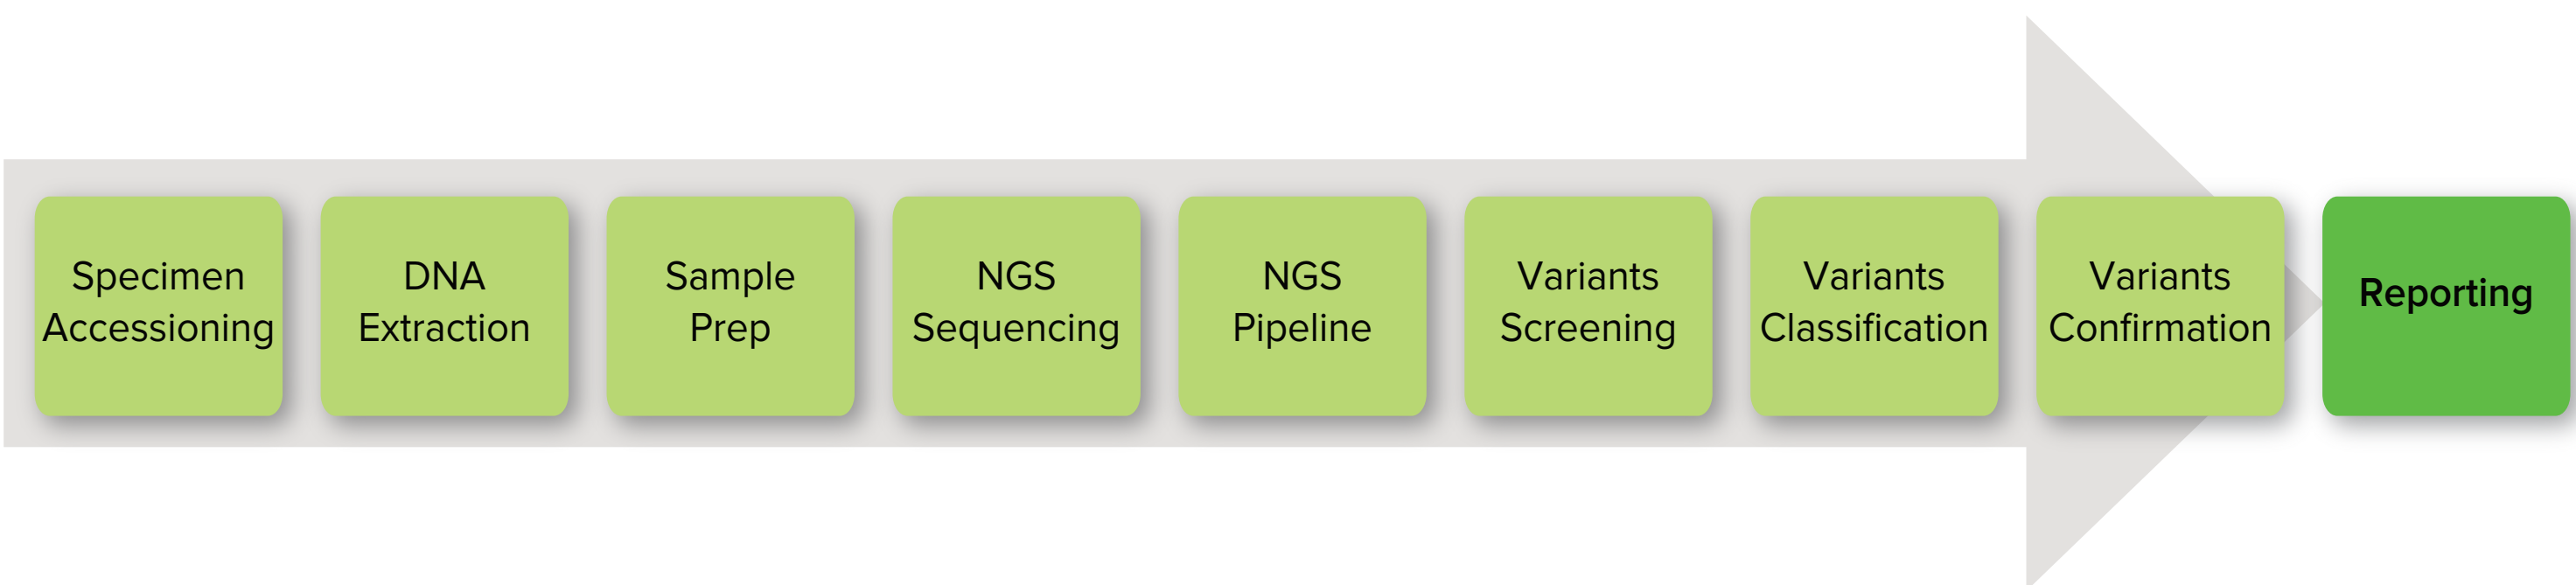 Specimen
Accessioning
DNA
Extraction
Sample
Prep
NGS
Sequencing
NGS
Pipeline
Variants
Screening
Variants
Classification
Variants
Confirmation
Reporting